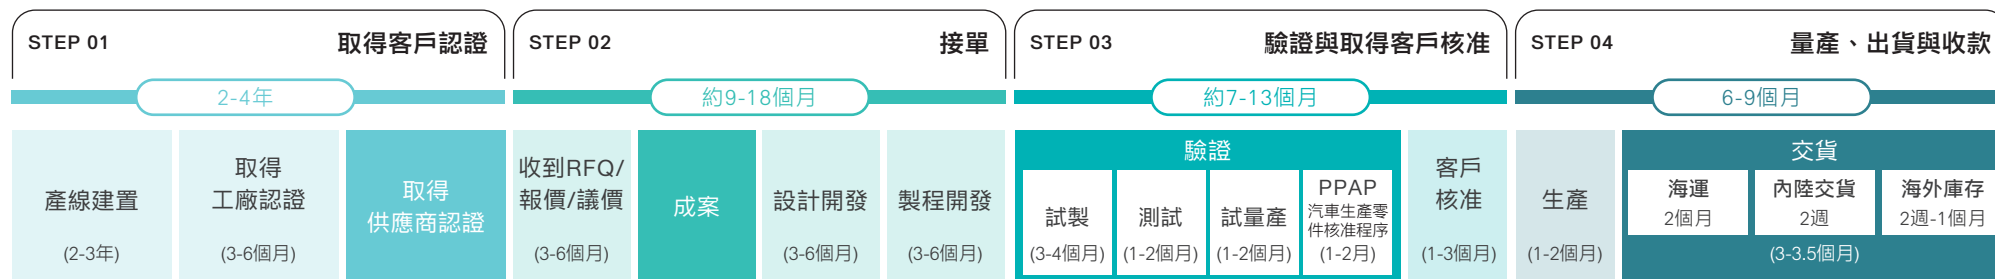 STEP 01
取得客戶認證
2-4年
產線建置
(2-3年)
取得
工廠認證
(3-6個月)
取得
供應商認證
STEP 02
接單
約9-18個月
收到RFQ/
報價/議價
(3-6個月)
成案
設計開發
(3-6個月)
製程開發
(3-6個月)
STEP 03
驗證與取得客戶核准
約7-13個月
驗證
試製
(3-4個月)
測試
(1-2個月)
試量產
(1-2個月)
PPAP
汽車生產零
件核准程序
(1-2月)
客戶
核准
(1-3個月)
STEP 04
量產、出貨與收款
6-9個月
生產
(1-2個月)
交貨
海運
2個月
內陸交貨
2週
海外庫存
2週-1個月
(3-3.5個月)